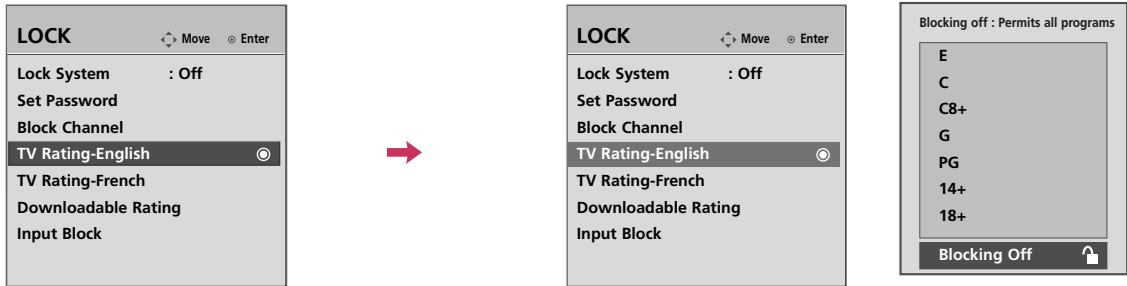 LOCK Move Enter
Lock System : Off
Set Password
Block Channel
TV Rating-English
TV Rating-French
Downloadable Rating
Input Block
LOCK Move Enter
Lock System : Off
Set Password
Block Channel
TV Rating-English
TV Rating-French
Downloadable Rating
Input Block
Blocking off : Permits all programs
E
C
C8+
G
PG
14+
18+
Blocking Off